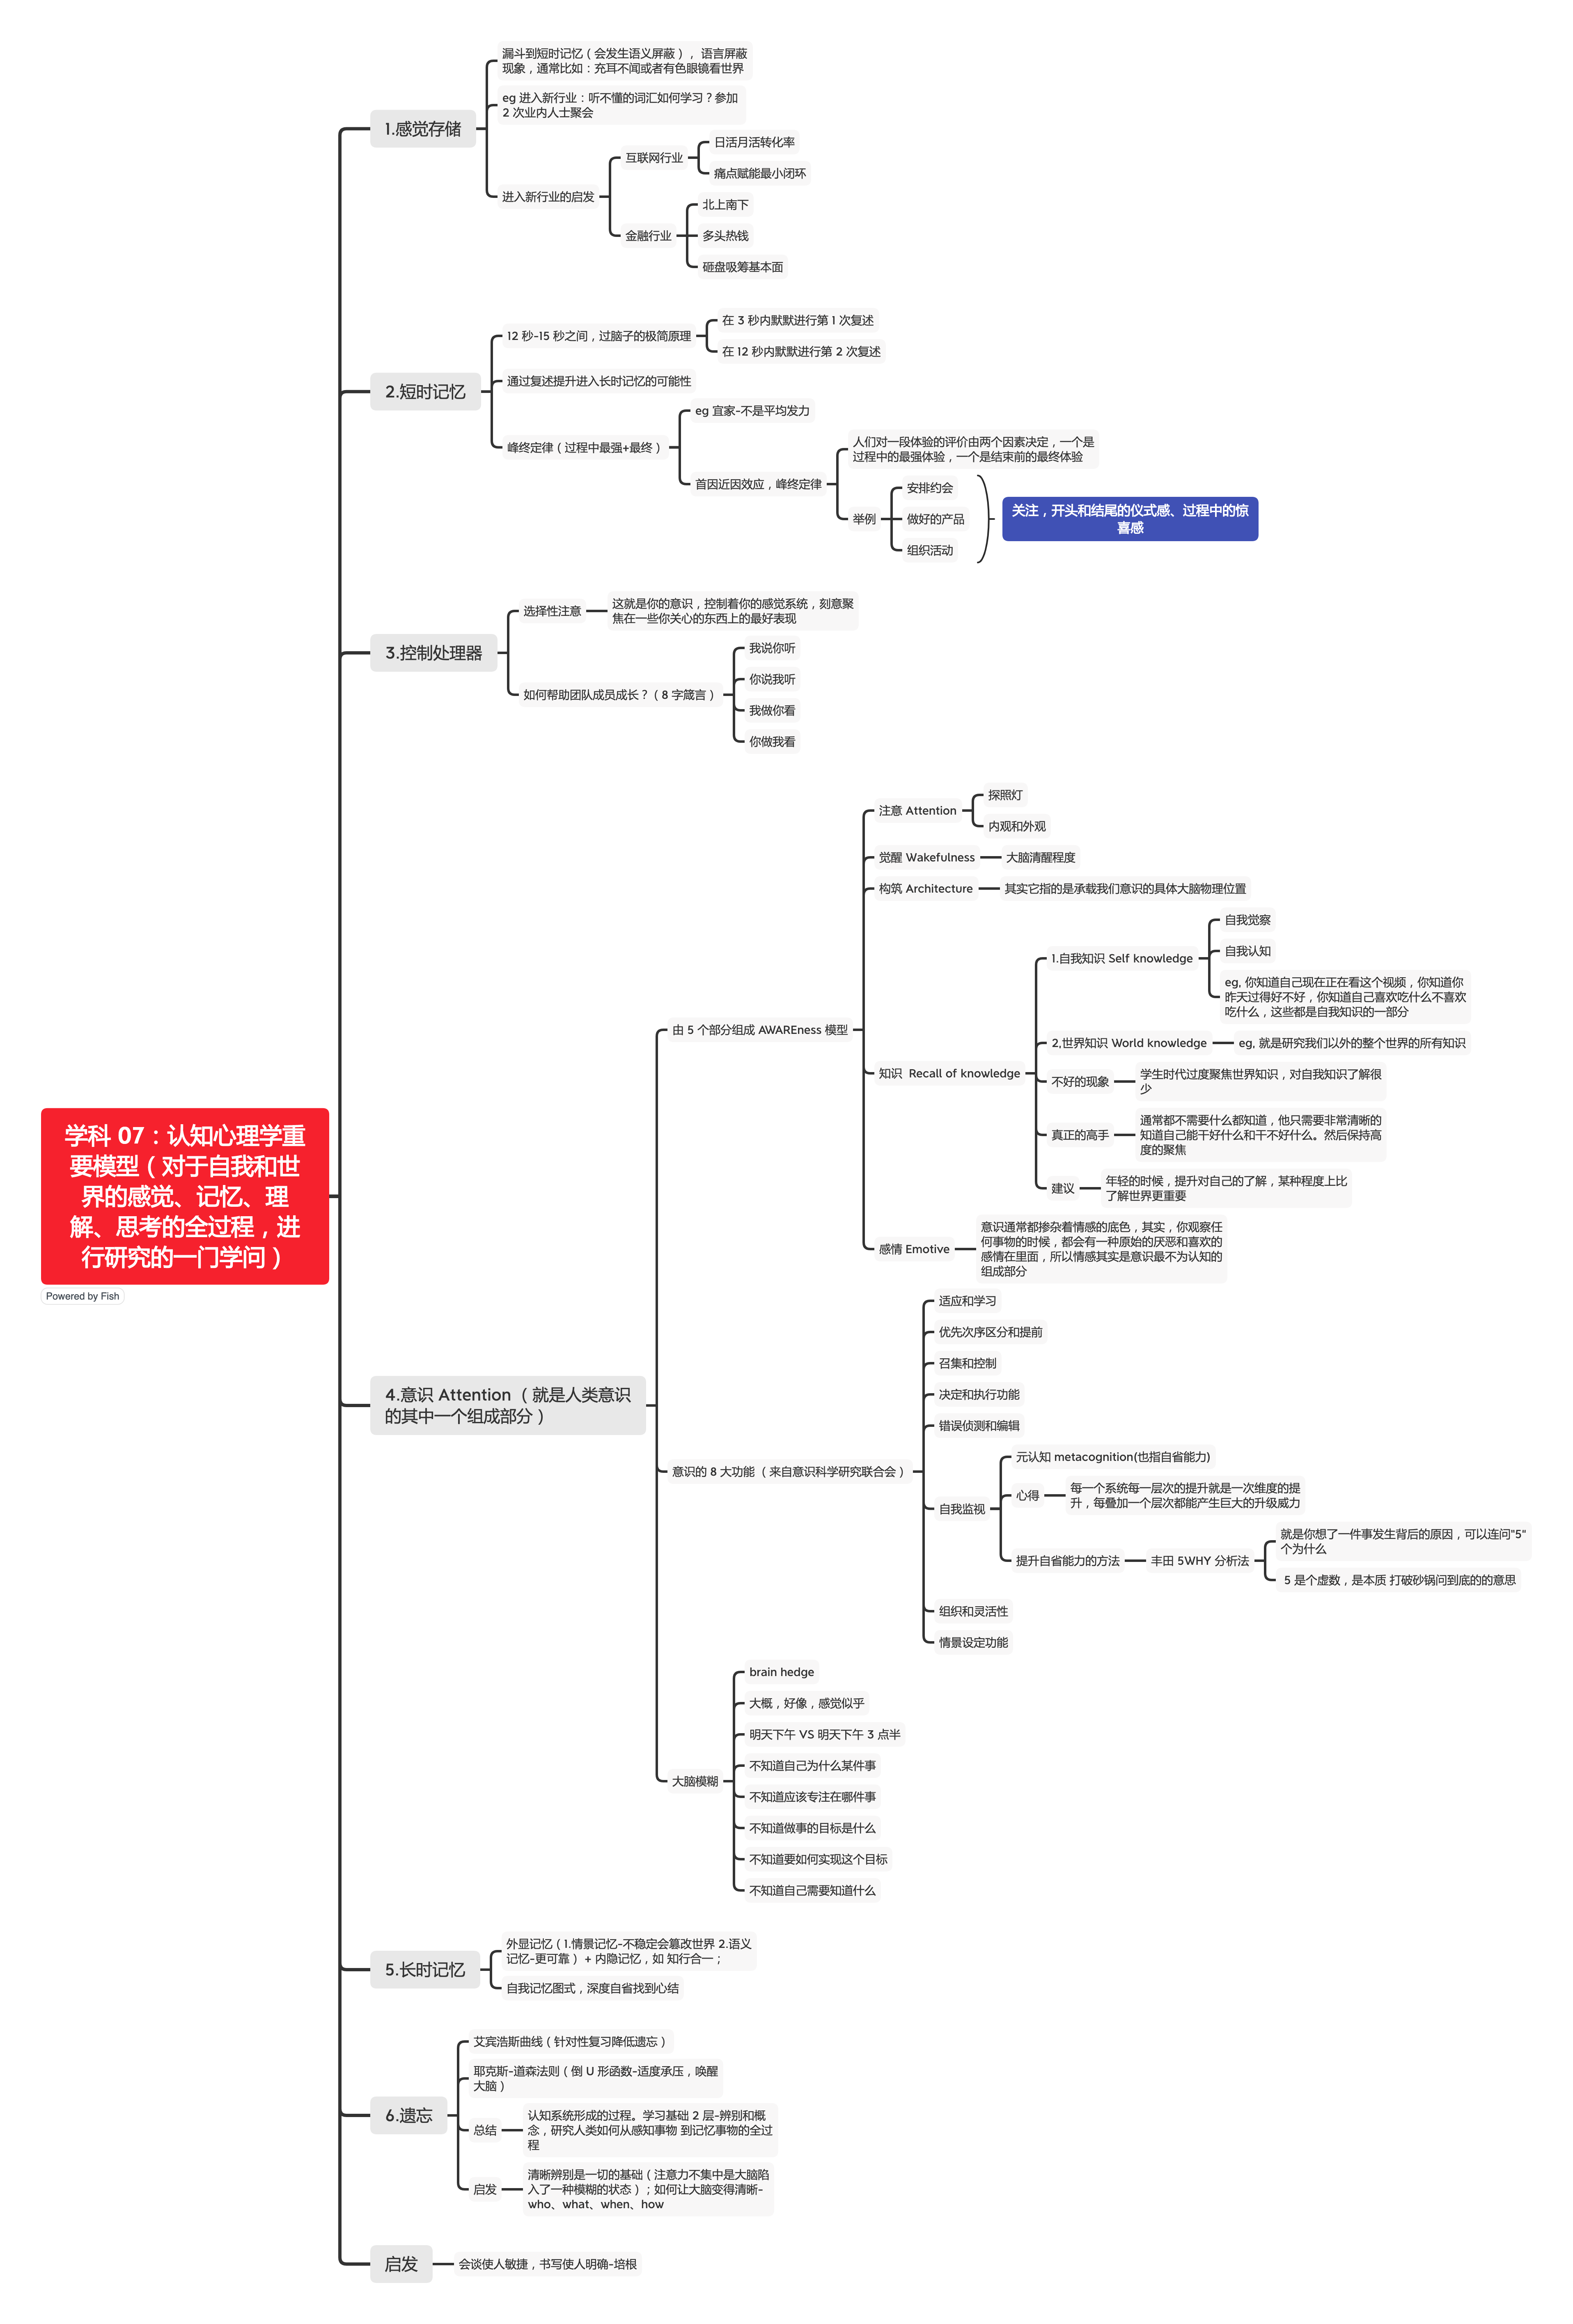 学科 07：认知心理学重
要模型（对于自我和世
界的感觉、记忆、理
解、思考的全过程，进
行研究的一门学问）
Powered by Fish
1.感觉存储
漏斗到短时记忆（会发生语义屏蔽），语言屏蔽
现象，通常比如：充耳不闻或者有色眼镜看世界
eg 进入新行业：听不懂的词汇如何学习？参加
2 次业内人士聚会
进入新行业的启发
互联网行业
日活月活转化率
痛点赋能最小闭环
金融行业
北上南下
多头热钱
砸盘吸筹基本面
2.短时记忆
12 秒-15 秒之间，过脑子的极简原理
在 3 秒内默默进行第 1 次复述
在 12 秒内默默进行第 2 次复述
通过复述提升进入长时记忆的可能性
峰终定律（过程中最强+最终）
eg 宜家-不是平均发力
首因近因效应，峰终定律
人们对一段体验的评价由两个因素决定，一个是
过程中的最强体验，一个是结束前的最终体验
举例
安排约会
做好的产品
组织活动
关注，开头和结尾的仪式感、过程中的惊
喜感
3.控制处理器
选择性注意
这就是你的意识，控制着你的感觉系统，刻意聚
焦在一些你关心的东西上的最好表现
如何帮助团队成员成长？（8 字箴言）
我说你听
你说我听
我做你看
你做我看
4.意识 Attention （就是人类意识
的其中一个组成部分）
由 5 个部分组成 AWAREness 模型
注意 Attention
探照灯
内观和外观
觉醒 Wakefulness
大脑清醒程度
构筑 Architecture
其实它指的是承载我们意识的具体大脑物理位置
知识 Recall of knowledge
1.自我知识 Self knowledge
自我觉察
自我认知
eg, 你知道自己现在正在看这个视频，你知道你
昨天过得好不好，你知道自己喜欢吃什么不喜欢
吃什么，这些都是自我知识的一部分
2,世界知识 World knowledge
eg, 就是研究我们以外的整个世界的所有知识
不好的现象
学生时代过度聚焦世界知识，对自我知识了解很
少
真正的高手
通常都不需要什么都知道，他只需要非常清晰的
知道自己能干好什么和干不好什么。然后保持高
度的聚焦
建议
年轻的时候，提升对自己的了解，某种程度上比
了解世界更重要
感情 Emotive
意识通常都掺杂着情感的底色，其实，你观察任
何事物的时候，都会有一种原始的厌恶和喜欢的
感情在里面，所以情感其实是意识最不为认知的
组成部分
意识的 8 大功能 （来自意识科学研究联合会）
适应和学习
优先次序区分和提前
召集和控制
决定和执行功能
错误侦测和编辑
自我监视
元认知 metacognition(也指自省能力)
心得
每一个系统每一层次的提升就是一次维度的提
升，每叠加一个层次都能产生巨大的升级威力
提升自省能力的方法
丰田 5WHY 分析法
就是你想了一件事发生背后的原因，可以连问"5"
个为什么
5 是个虚数，是本质 打破砂锅问到底的的意思
组织和灵活性
情景设定功能
大脑模糊
brain hedge
大概，好像，感觉似乎
明天下午 VS 明天下午 3 点半
不知道自己为什么某件事
不知道应该专注在哪件事
不知道做事的目标是什么
不知道要如何实现这个目标
不知道自己需要知道什么
5.长时记忆
外显记忆（1.情景记忆-不稳定会篡改世界 2.语义
记忆-更可靠）+ 内隐记忆，如 知行合一；
自我记忆图式，深度自省找到心结
6.遗忘
艾宾浩斯曲线（针对性复习降低遗忘）
耶克斯-道森法则（倒 U 形函数-适度承压，唤醒
大脑）
总结
认知系统形成的过程。学习基础 2 层-辨别和概
念，研究人类如何从感知事物 到记忆事物的全过
程
启发
清晰辨别是一切的基础（注意力不集中是大脑陷
入了一种模糊的状态）；如何让大脑变得清晰-
who、what、when、how
启发
会谈使人敏捷，书写使人明确-培根